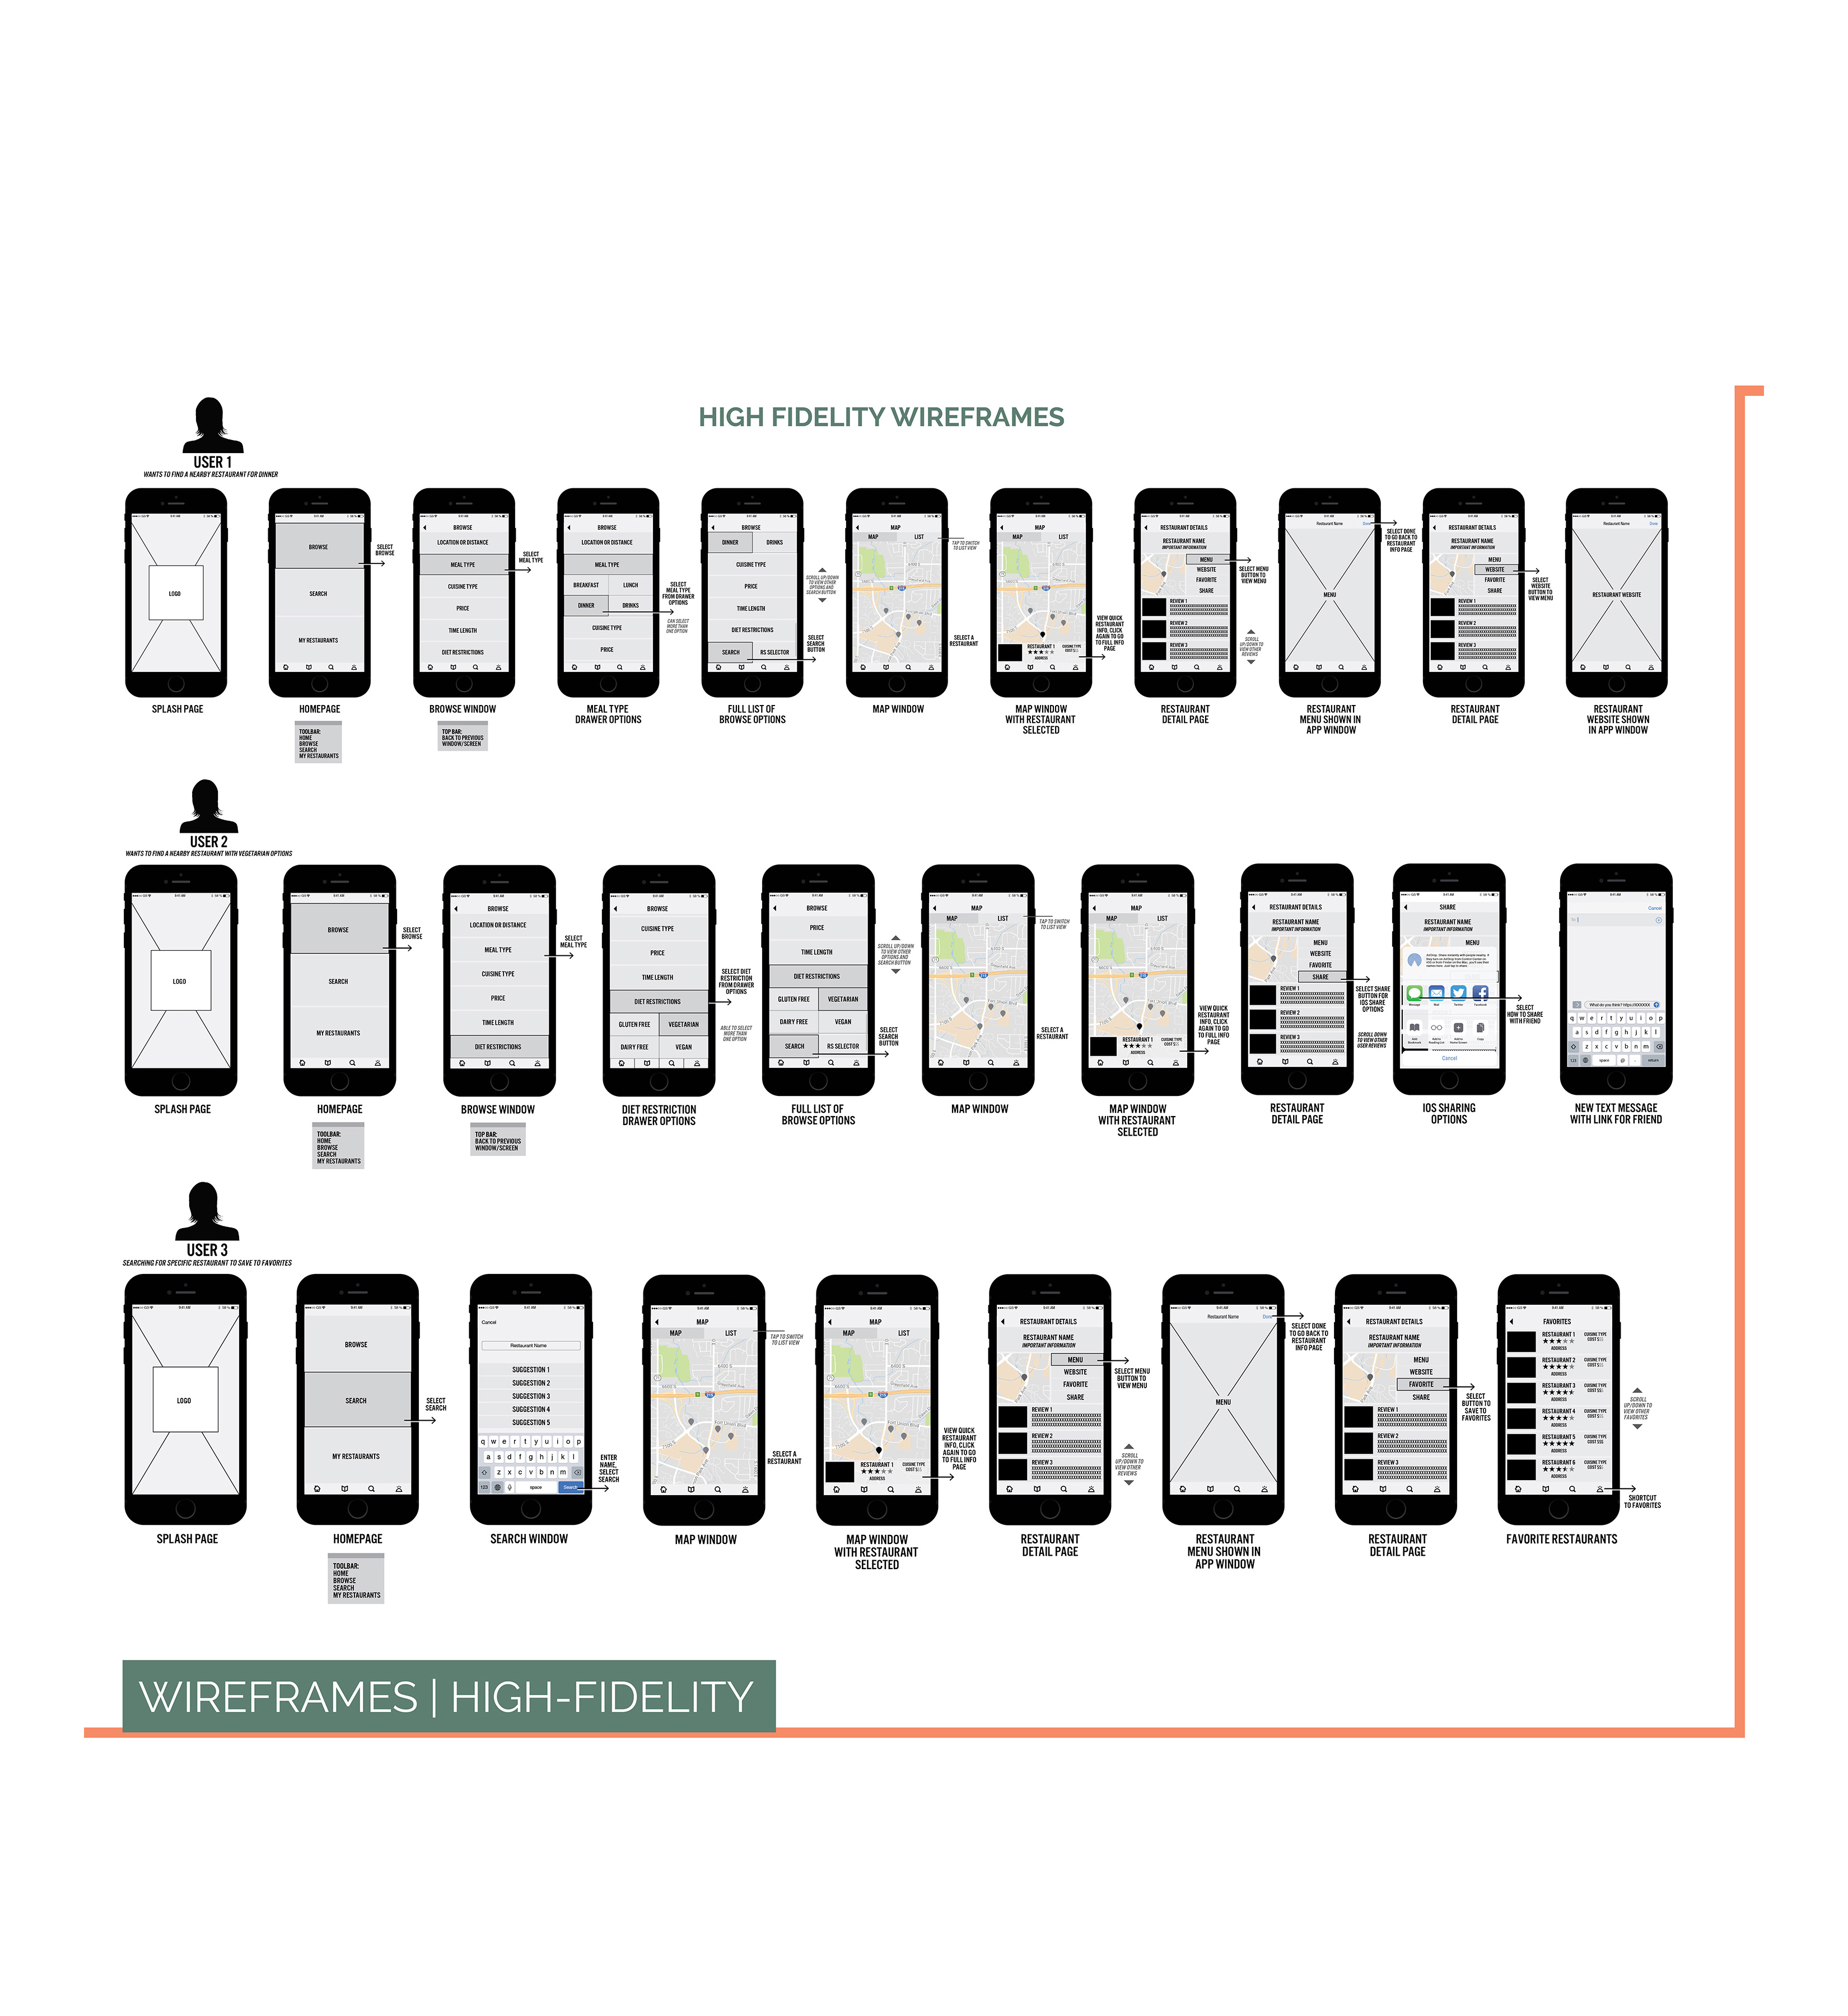 HIGH FIDELITY WIREFRAMES
USER 1
WANTS TO FIND A NEARBY RESTAURANT FOR DINNER
LOGO
SPLASH PAGE
BROWSE
SEARCH
MY RESTAURANTS
SELECT
BROWSE
HOMEPAGE
TOOLBAR:
HOME
BROWSE
SEARCH
MY RESTAURANTS
BROWSE
LOCATION OR DISTANCE
MEAL TYPE
CUISINE TYPE
PRICE
TIME LENGTH
DIET RESTRICTIONS
SELECT
MEAL TYPE
BROWSE WINDOW
TOP BAR:
BACK TO PREVIOUS
WINDOW/SCREEN
BROWSE
LOCATION OR DISTANCE
MEAL TYPE
BREAKFAST LUNCH
DINNER DRINKS
CUISINE TYPE
PRICE
SELECT
MEAL TYPE
FROM DRAWER
OPTIONS
CAN SELECT
MORE THAN
ONE OPTION
MEAL TYPE
DRAWER OPTIONS
BROWSE
DINNER DRINKS
CUISINE TYPE
PRICE
TIME LENGTH
DIET RESTRICTIONS
SEARCH RS SELECTOR
SCROLL UP/DOWN
TO VIEW OTHER
OPTIONS AND
SEARCH BUTTON
SELECT
SEARCH
BUTTON
FULL LIST OF
BROWSE OPTIONS
MAP
MAP LIST
TAP TO SWITCH
TO LIST VIEW
SELECT A
RESTAURANT
MAP WINDOW
MAP
MAP LIST
RESTAURANT 1
ADDRESS
CUISINE TYPE
VIEW QUICK
RESTAURANT
INFO, CLICK
AGAIN TO GO
TO FULL INFO
PAGE
MAP WINDOW
WITH RESTAURANT
SELECTED
RESTAURANT DETAILS
RESTAURANT NAME
IMPORTANT INFORMATION
MENU
WEBSITE
FAVORITE
SHARE
REVIEW 1
REVIEW 2
REVIEW 3
SELECT MENU
BUTTON TO
VIEW MENU
SCROLL
UP/DOWN TO
VIEW OTHER
REVIEWS
RESTAURANT
DETAIL PAGE
Restaurant Name Done
MENU
SELECT DONE
TO GO BACK TO
RESTAURANT
INFO PAGE
RESTAURANT
MENU SHOWN IN
APP WINDOW
RESTAURANT DETAILS
RESTAURANT NAME
IMPORTANT INFORMATION
MENU
WEBSITE
FAVORITE
SHARE
REVIEW 1
REVIEW 2
REVIEW 3
SELECT
WEBSITE
BUTTON TO
VIEW MENU
RESTAURANT
DETAIL PAGE
Restaurant Name Done
RESTAURANT WEBSITE
RESTAURANT
WEBSITE SHOWN
IN APP WINDOW
USER 2
WANTS TO FIND A NEARBY RESTAURANT WITH VEGETARIAN OPTIONS
LOGO
SPLASH PAGE
BROWSE
SEARCH
MY RESTAURANTS
SELECT
BROWSE
HOMEPAGE
TOOLBAR:
HOME
BROWSE
SEARCH
MY RESTAURANTS
BROWSE
LOCATION OR DISTANCE
MEAL TYPE
CUISINE TYPE
PRICE
TIME LENGTH
DIET RESTRICTIONS
SELECT
MEAL TYPE
BROWSE WINDOW
TOP BAR:
BACK TO PREVIOUS
WINDOW/SCREEN
BROWSE
CUISINE TYPE
PRICE
TIME LENGTH
DIET RESTRICTIONS
GLUTEN FREE VEGETARIAN
DAIRY FREE VEGAN
SELECT DIET
RESTRICTION
FROM DRAWER
OPTIONS
ABLE TO SELECT
MORE THAN
ONE OPTION
DIET RESTRICTION
DRAWER OPTIONS
BROWSE
PRICE
TIME LENGTH
DIET RESTRICTIONS
GLUTEN FREE VEGETARIAN
DAIRY FREE VEGAN
SEARCH RS SELECTOR
SCROLL UP/DOWN
TO VIEW OTHER
OPTIONS AND
SEARCH BUTTON
SELECT
SEARCH
BUTTON
FULL LIST OF
BROWSE OPTIONS
MAP
MAP LIST
TAP TO SWITCH
TO LIST VIEW
SELECT A
RESTAURANT
MAP WINDOW
MAP
MAP LIST
RESTAURANT 1
ADDRESS
CUISINE TYPE
VIEW QUICK
RESTAURANT
INFO, CLICK
AGAIN TO GO
TO FULL INFO
PAGE
MAP WINDOW
WITH RESTAURANT
SELECTED
RESTAURANT DETAILS
RESTAURANT NAME
IMPORTANT INFORMATION
MENU
WEBSITE
FAVORITE
SHARE
REVIEW 1
REVIEW 2
REVIEW 3
SELECT SHARE
BUTTON FOR
IOS SHARE
OPTIONS
SCROLL DOWN
TO VIEW OTHER
USER REVIEWS
RESTAURANT
DETAIL PAGE
SHARE
RESTAURANT NAME
IMPORTANT INFORMATION
MENU
Message Mail Twitter Facebook
Cancel
SELECT
HOW TO SHARE
WITH FRIEND
IOS SHARING
OPTIONS
Cancel
q w e r t y u i o p
a s d f g h j k l
z x c v b n m
123 space @ . return
NEW TEXT MESSAGE
WITH LINK FOR FRIEND
USER 3
SEARCHING FOR SPECIFIC RESTAURANT TO SAVE TO FAVORITES
LOGO
SPLASH PAGE
BROWSE
SEARCH
MY RESTAURANTS
SELECT
SEARCH
HOMEPAGE
TOOLBAR:
HOME
BROWSE
SEARCH
MY RESTAURANTS
Cancel
Restaurant Name
SUGGESTION 1
SUGGESTION 2
SUGGESTION 3
SUGGESTION 4
SUGGESTION 5
q w e r t y u i o p
a s d f g h j k l
z x c v b n m
123 space Search
ENTER
NAME,
SELECT
SEARCH
SEARCH WINDOW
MAP
MAP LIST
TAP TO SWITCH
TO LIST VIEW
SELECT A
RESTAURANT
MAP WINDOW
MAP
MAP LIST
RESTAURANT 1
ADDRESS
CUISINE TYPE
VIEW QUICK
RESTAURANT
INFO, CLICK
AGAIN TO GO
TO FULL INFO
PAGE
MAP WINDOW
WITH RESTAURANT
SELECTED
RESTAURANT DETAILS
RESTAURANT NAME
IMPORTANT INFORMATION
MENU
WEBSITE
FAVORITE
SHARE
REVIEW 1
REVIEW 2
REVIEW 3
SELECT MENU
BUTTON TO
VIEW MENU
SCROLL
UP/DOWN TO
VIEW OTHER
REVIEWS
RESTAURANT
DETAIL PAGE
Restaurant Name Done
MENU
SELECT DONE
TO GO BACK TO
RESTAURANT
INFO PAGE
RESTAURANT
MENU SHOWN IN
APP WINDOW
RESTAURANT DETAILS
RESTAURANT NAME
IMPORTANT INFORMATION
MENU
WEBSITE
FAVORITE
SHARE
REVIEW 1
REVIEW 2
REVIEW 3
SELECT
BUTTON TO
SAVE TO
FAVORITES
RESTAURANT
DETAIL PAGE
FAVORITES
RESTAURANT 1 CUISINE TYPE
ADDRESS
RESTAURANT 2 CUISINE TYPE
ADDRESS
RESTAURANT 3 CUISINE TYPE
ADDRESS
RESTAURANT 4 CUISINE TYPE
ADDRESS
RESTAURANT 5 CUISINE TYPE
ADDRESS
RESTAURANT 6 CUISINE TYPE
ADDRESS
SCROLL
UP/DOWN TO
VIEW OTHER
FAVORITES
SHORTCUT
TO FAVORITES
FAVORITE RESTAURANTS
WIREFRAMES | HIGH-FIDELITY